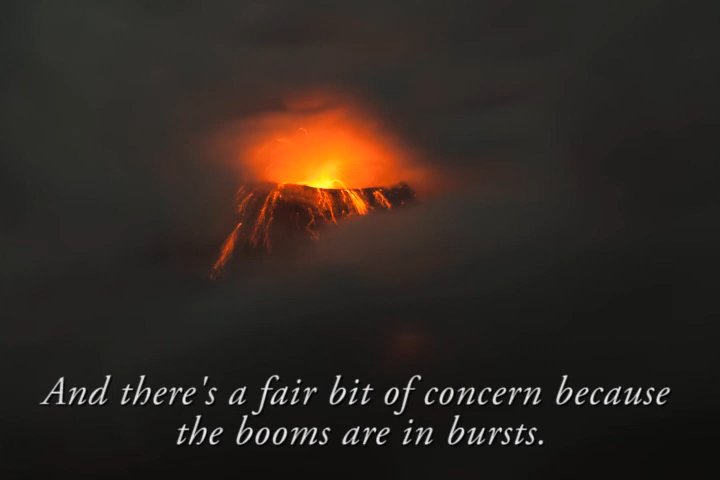 And there's a fair bit of concern because
the booms are in bursts.